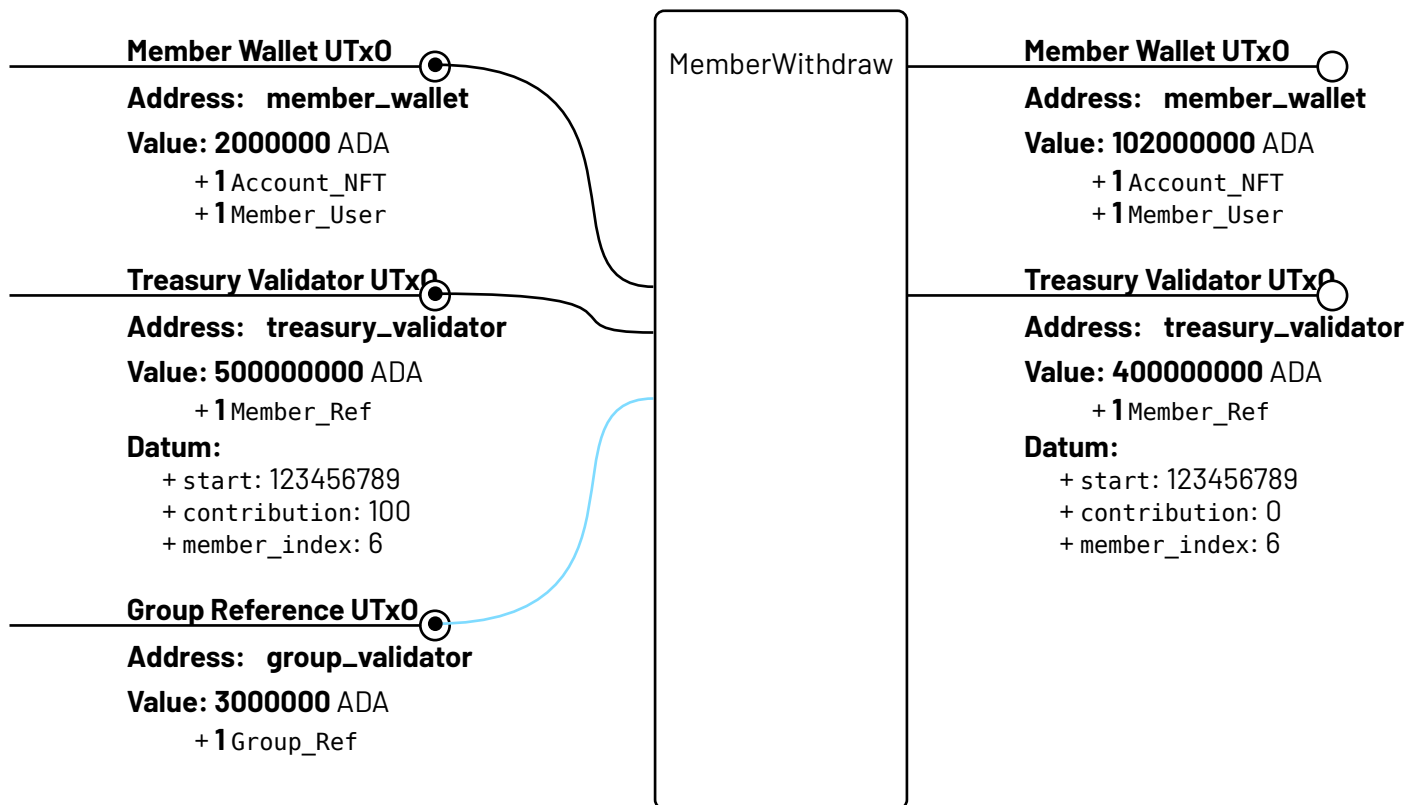 Member Wallet UTxO
Address: member_wallet
Value: 2000000 ADA
+ 1 Account_NFT
+ 1 Member_User
Treasury Validator UTxO
Address: treasury_validator
Value: 500000000 ADA
+ 1 Member_Ref
Datum:
+ start: 123456789
+ contribution: 100
+ member_index: 6
Group Reference UTxO
Address: group_validator
Value: 3000000 ADA
+ 1 Group_Ref
MemberWithdraw
Member Wallet UTxO
Address: member_wallet
Value: 102000000 ADA
+ 1 Account_NFT
+ 1 Member_User
Treasury Validator UTxO
Address: treasury_validator
Value: 400000000 ADA
+ 1 Member_Ref
Datum:
+ start: 123456789
+ contribution: 0
+ member_index: 6